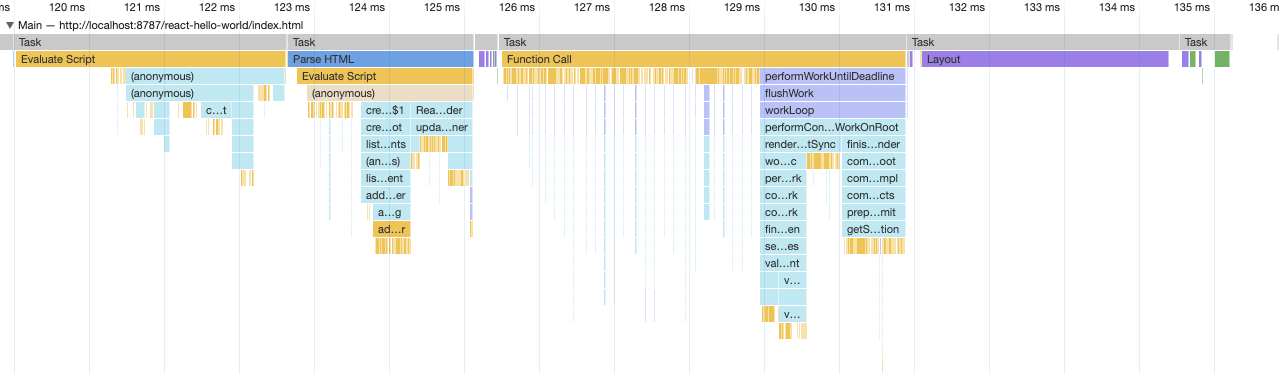 ms 120 ms 121 ms 122 ms 123 ms 124 ms 125 ms 126 ms 127 ms 128 ms 129 ms 130 ms 131 ms 132 ms 133 ms 134 ms 135 ms 136 m
Main — http://localhost:8787/react-hello-world/index.html
Task Task Task Task Task
Evaluate Script Parse HTML Function Call Layout
(anonymous) Evaluate Script performWorkUntilDeadline
(anonymous) (anonymous) flushWork
c…t cre…$1 Rea…der workLoop
cre…ot upda…ner performCon…WorkOnRoot
list…nts render…tSync finis…nder
(an…s) wo…c com…oot
lis…ent per…rk com…mpl
add…er co…rk com…cts
a…g co…rk prep…mit
ad…r fin…en getS…tion
se…es
val…nt
v…
v…